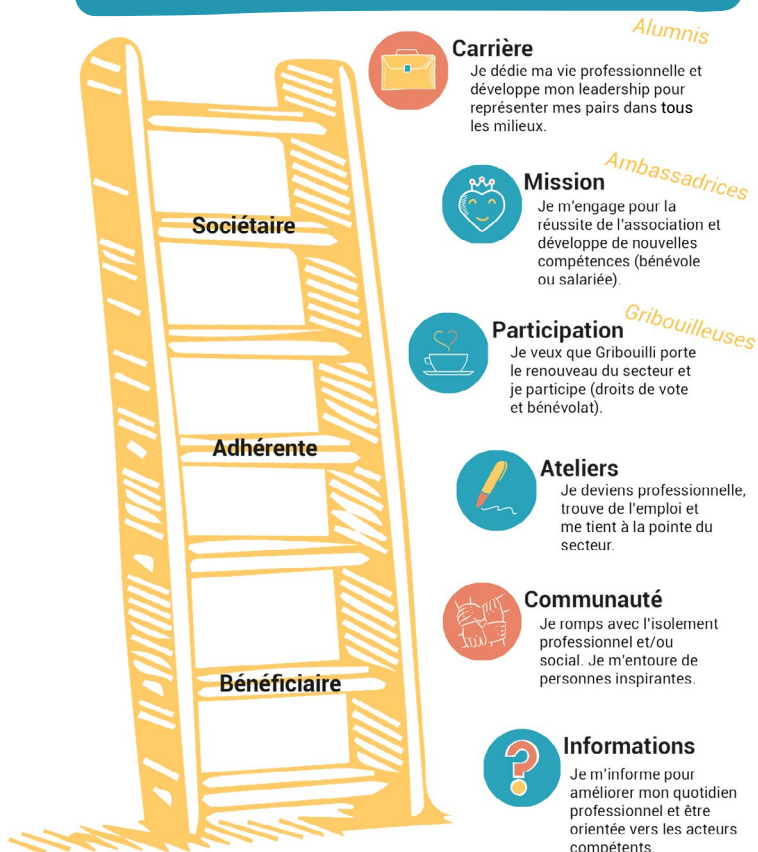 Alumnis
Carrière
Je dédie ma vie professionnelle et
développe mon leadership pour
représenter mes pairs dans tous
les milieux.
Ambassadrices
Mission
Je m'engage pour la
réussite de l'association et
développe de nouvelles
compétences (bénévole
ou salariée).
Sociétaire
Gribouilleuses
Participation
Je veux que Gribouilli porte
le renouveau du secteur et
je participe (droits de vote
et bénévolat).
Adhérente
Ateliers
Je deviens professionnelle,
trouve de l'emploi et
me tient à la pointe du
secteur.
Communauté
Je romps avec l'isolement
professionnel et/ou
social. Je m'entoure de
personnes inspirantes.
Bénéficiaire
Informations
Je m'informe pour
améliorer mon quotidien
professionnel et être
orientée vers les acteurs
compétents.